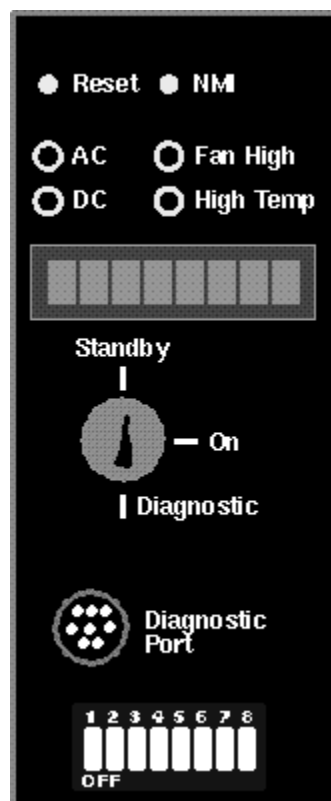 Reset NMI
AC Fan High
DC High Temp
Standby
On
Diagnostic
Diagnostic
Port
1 2 3 4 5 6 7 8
OFF